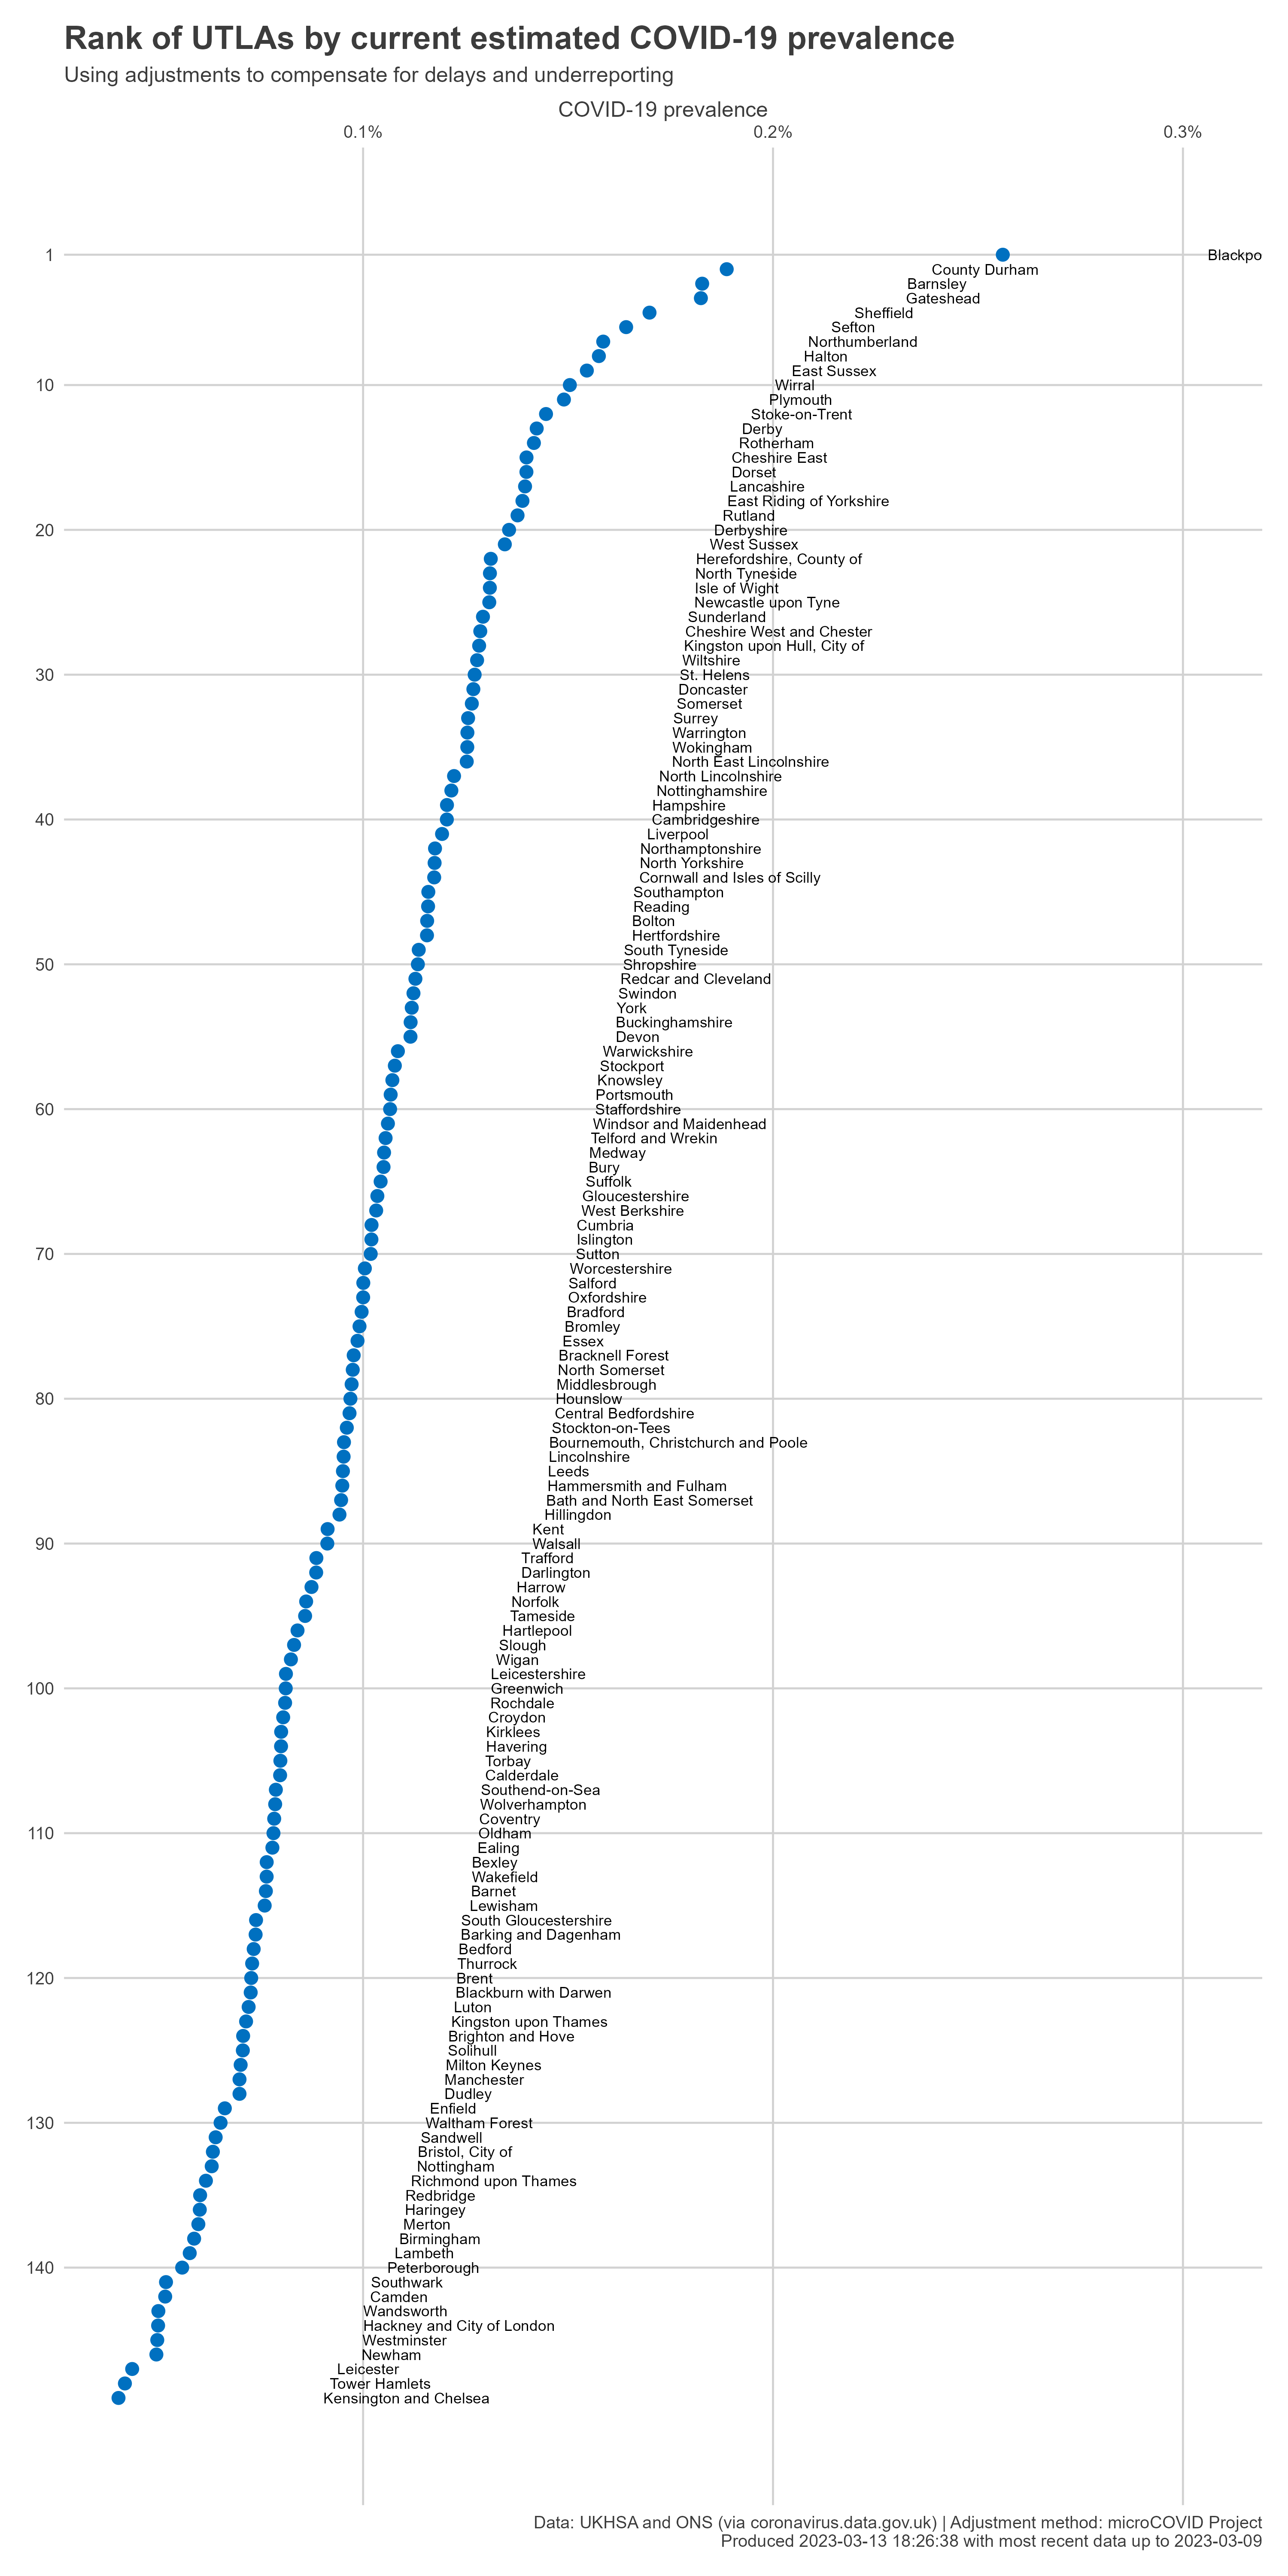 Rank of UTLAs by current estimated COVID-19 prevalence
Using adjustments to compensate for delays and underreporting
COVID-19 prevalence
0.1% 0.2% 0.3%
1 Blackpo
County Durham
Barnsley
Gateshead
Sheffield
Sefton
Northumberland
Halton
East Sussex
10 Wirral
Plymouth
Stoke-on-Trent
Derby
Rotherham
Cheshire East
Dorset
Lancashire
East Riding of Yorkshire
Rutland
20 Derbyshire
West Sussex
Herefordshire, County of
North Tyneside
Isle of Wight
Newcastle upon Tyne
Sunderland
Cheshire West and Chester
Kingston upon Hull, City of
Wiltshire
30 St. Helens
Doncaster
Somerset
Surrey
Warrington
Wokingham
North East Lincolnshire
North Lincolnshire
Nottinghamshire
Hampshire
40 Cambridgeshire
Liverpool
Northamptonshire
North Yorkshire
Cornwall and Isles of Scilly
Southampton
Reading
Bolton
Hertfordshire
South Tyneside
50 Shropshire
Redcar and Cleveland
Swindon
York
Buckinghamshire
Devon
Warwickshire
Stockport
Knowsley
Portsmouth
60 Staffordshire
Windsor and Maidenhead
Telford and Wrekin
Medway
Bury
Suffolk
Gloucestershire
West Berkshire
Cumbria
Islington
70 Sutton
Worcestershire
Salford
Oxfordshire
Bradford
Bromley
Essex
Bracknell Forest
North Somerset
Middlesbrough
80 Hounslow
Central Bedfordshire
Stockton-on-Tees
Bournemouth, Christchurch and Poole
Lincolnshire
Leeds
Hammersmith and Fulham
Bath and North East Somerset
Hillingdon
Kent
90 Walsall
Trafford
Darlington
Harrow
Norfolk
Tameside
Hartlepool
Slough
Wigan
Leicestershire
100 Greenwich
Rochdale
Croydon
Kirklees
Havering
Torbay
Calderdale
Southend-on-Sea
Wolverhampton
Coventry
110 Oldham
Ealing
Bexley
Wakefield
Barnet
Lewisham
South Gloucestershire
Barking and Dagenham
Bedford
Thurrock
120 Brent
Blackburn with Darwen
Luton
Kingston upon Thames
Brighton and Hove
Solihull
Milton Keynes
Manchester
Dudley
Enfield
130 Waltham Forest
Sandwell
Bristol, City of
Nottingham
Richmond upon Thames
Redbridge
Haringey
Merton
Birmingham
Lambeth
140 Peterborough
Southwark
Camden
Wandsworth
Hackney and City of London
Westminster
Newham
Leicester
Tower Hamlets
Kensington and Chelsea
Data: UKHSA and ONS (via coronavirus.data.gov.uk) | Adjustment method: microCOVID Project
Produced 2023-03-13 18:26:38 with most recent data up to 2023-03-09